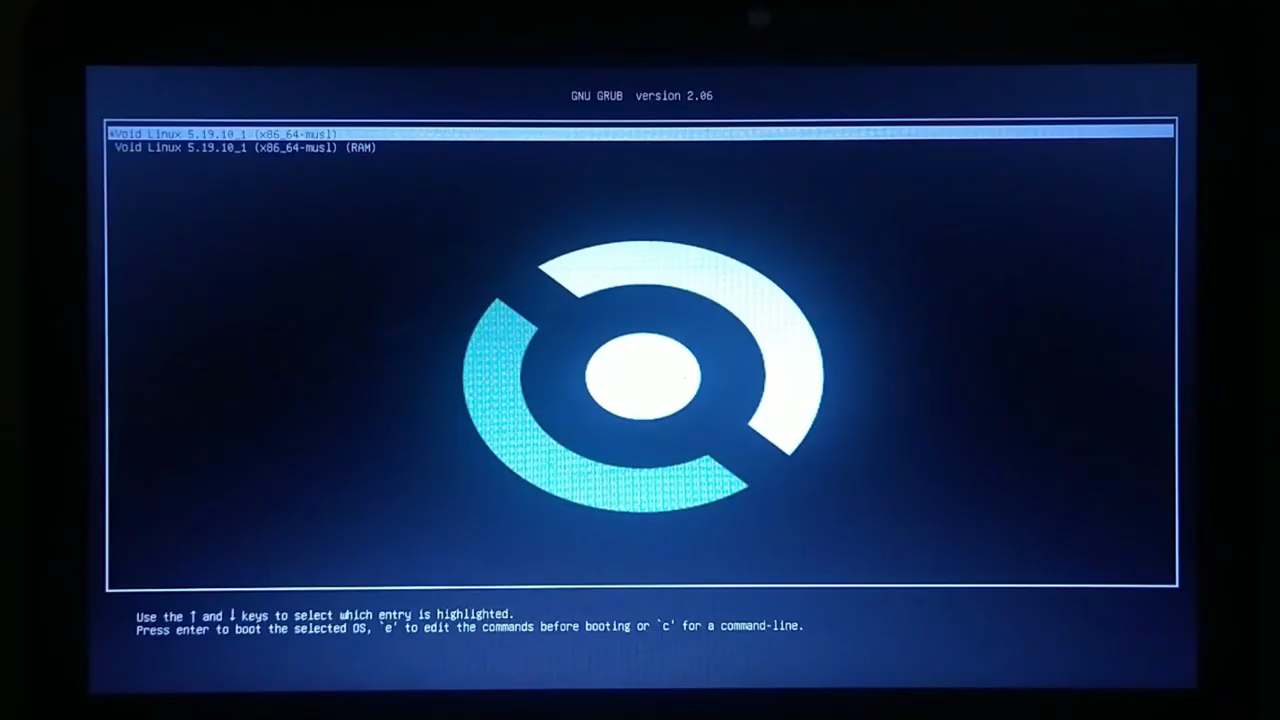 GNU GRUB version 2.06
*Void Linux 5.19.10_1 (x86_64-musl)
Void Linux 5.19.10_1 (x86_64-musl) (RAM)
Use the ↑ and ↓ keys to select which entry is highlighted.
Press enter to boot the selected OS, `e' to edit the commands before booting or `c' for a command-line.